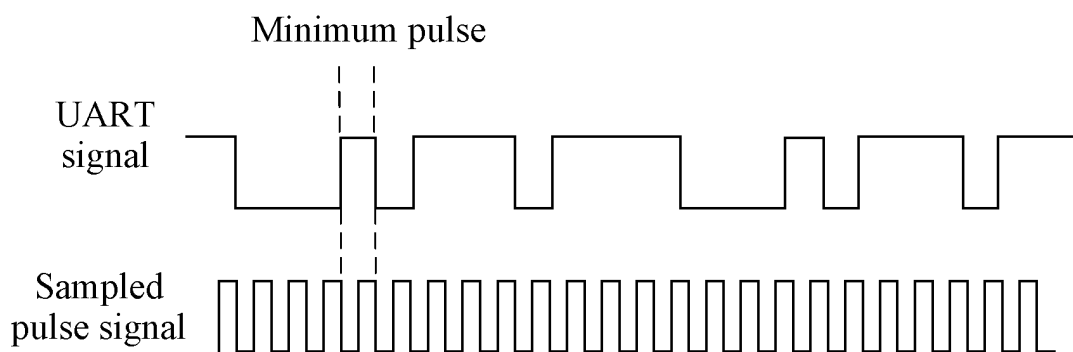 Minimum pulse
UART
signal
Sampled
pulse signal